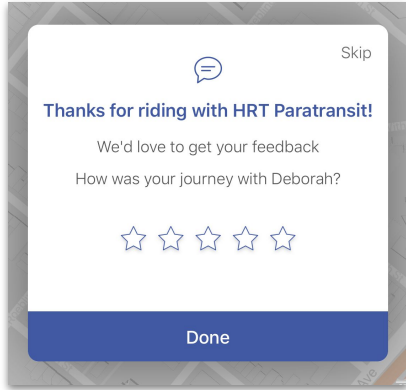 Skip
Thanks for riding with HRT Paratransit!
We'd love to get your feedback
How was your journey with Deborah?
Done
Ave